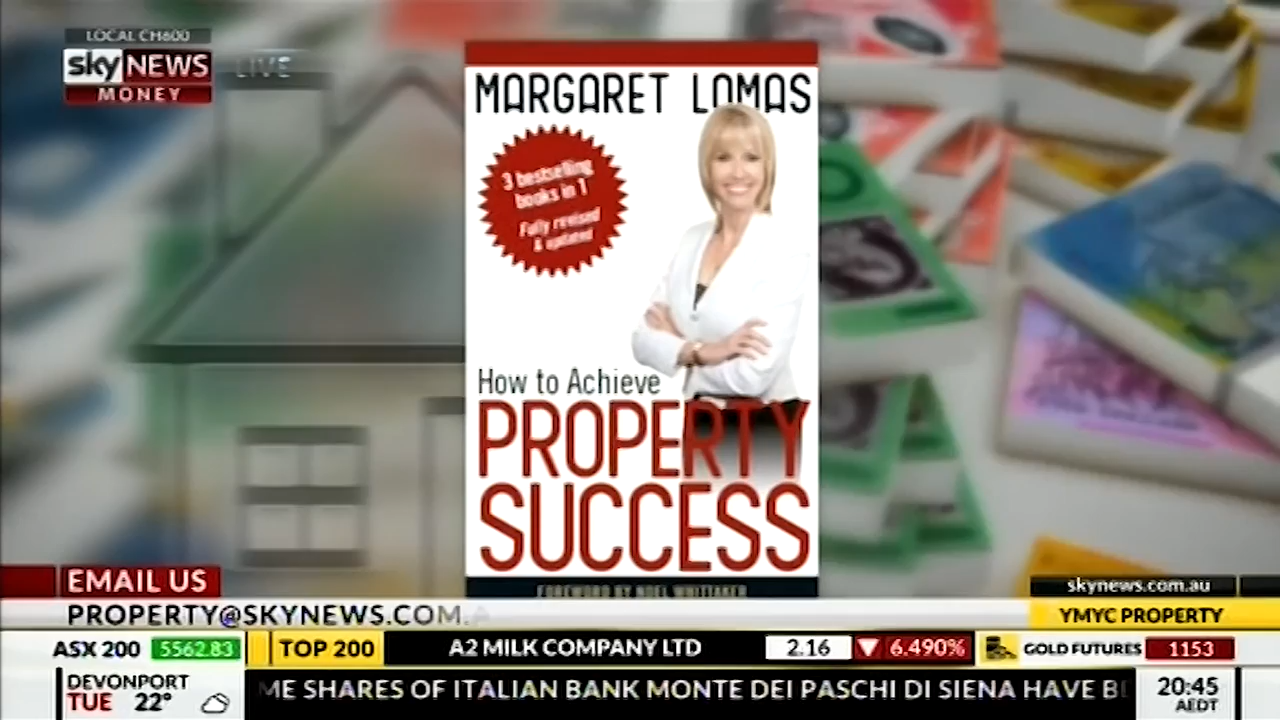 LOCAL CH600
sky NEWS
LIVE
MONEY
MARGARET LOMAS
3 bestselling
books in 1
Fully revised
& updated
How to Achieve
PROPERTY
SUCCESS
FOREWORD BY NOEL WHITTAKER
EMAIL US
skynews.com.au
PROPERTY@SKYNEWS.COM.A
YMYC PROPERTY
ASX 200 5562.83 TOP 200 A2 MILK COMPANY LTD 2.16 ▼ 6.490% GOLD FUTURES 1153
DEVONPORT
TUE 22°
ME SHARES OF ITALIAN BANK MONTE DEI PASCHI DI SIENA HAVE B
20:45
AEDT